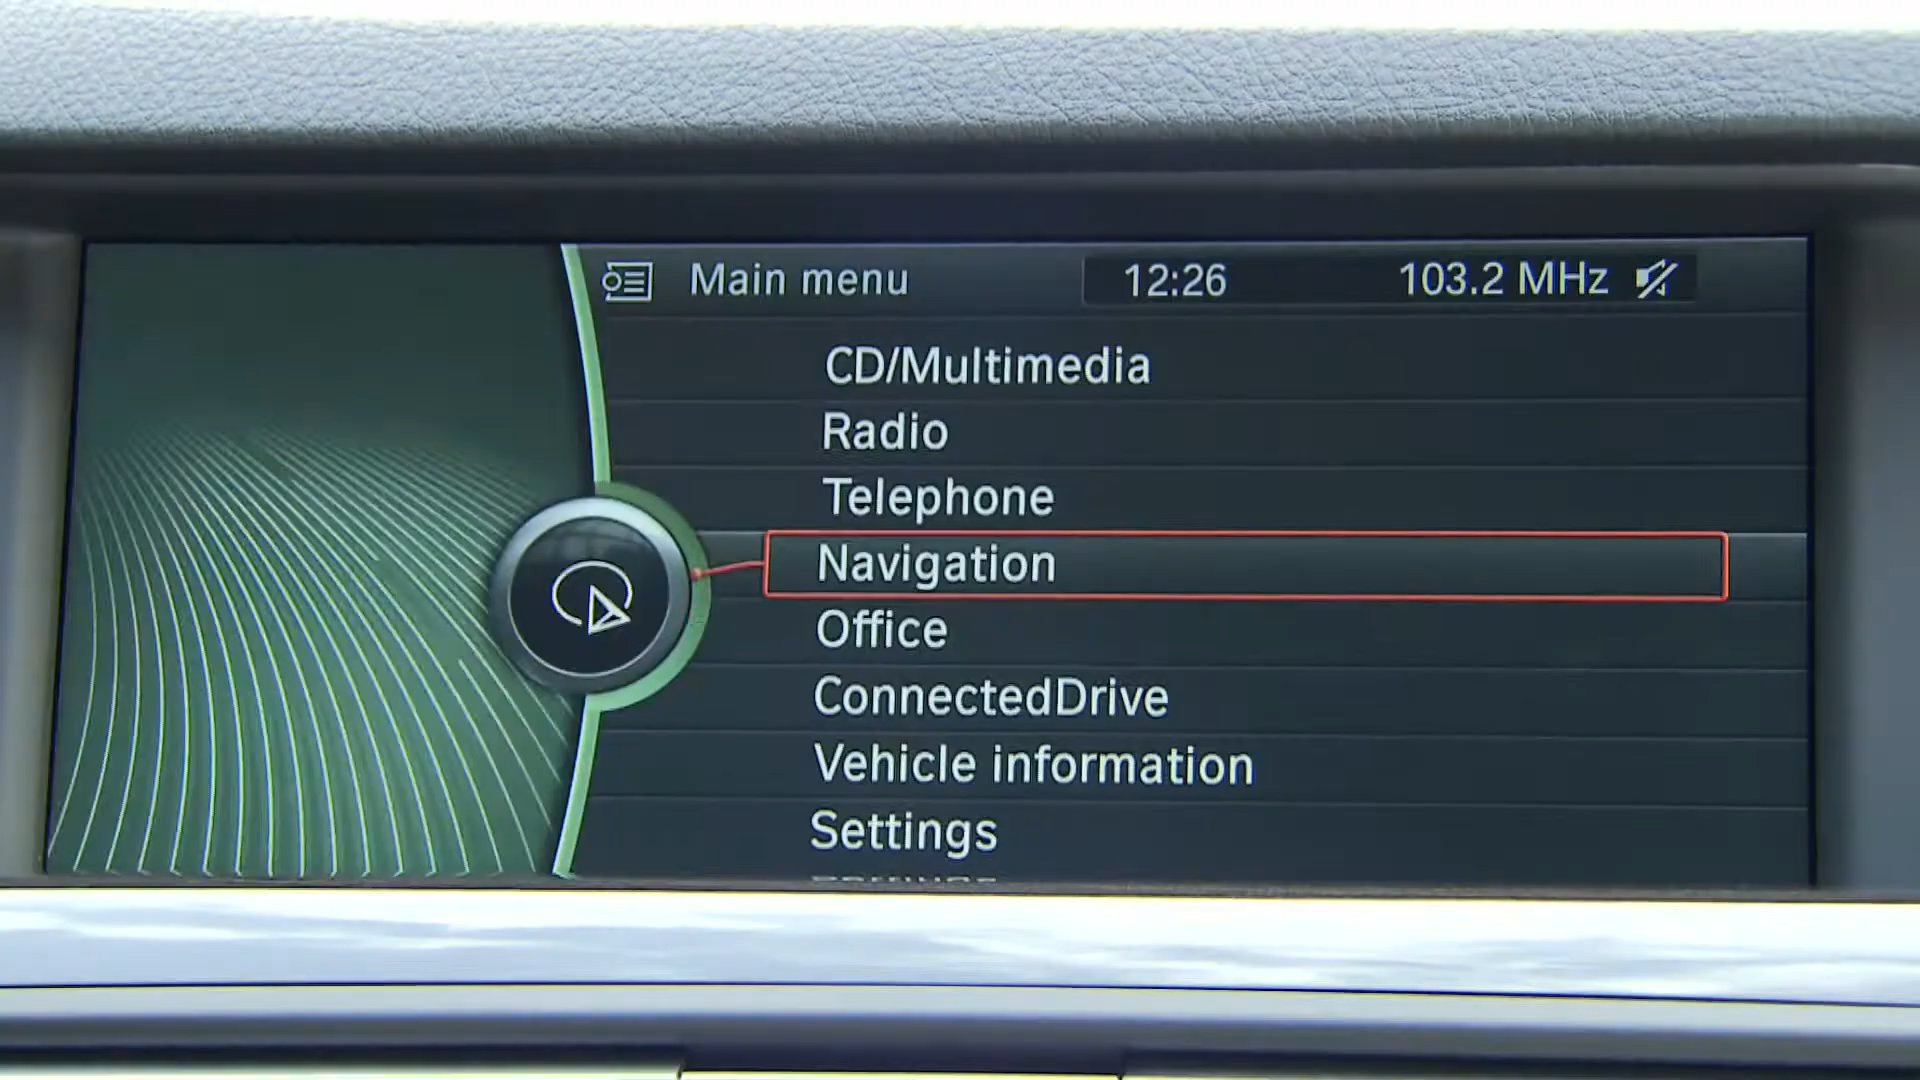 Main menu 12:26 103.2 MHz
CD/Multimedia
Radio
Telephone
Navigation
Office
ConnectedDrive
Vehicle information
Settings